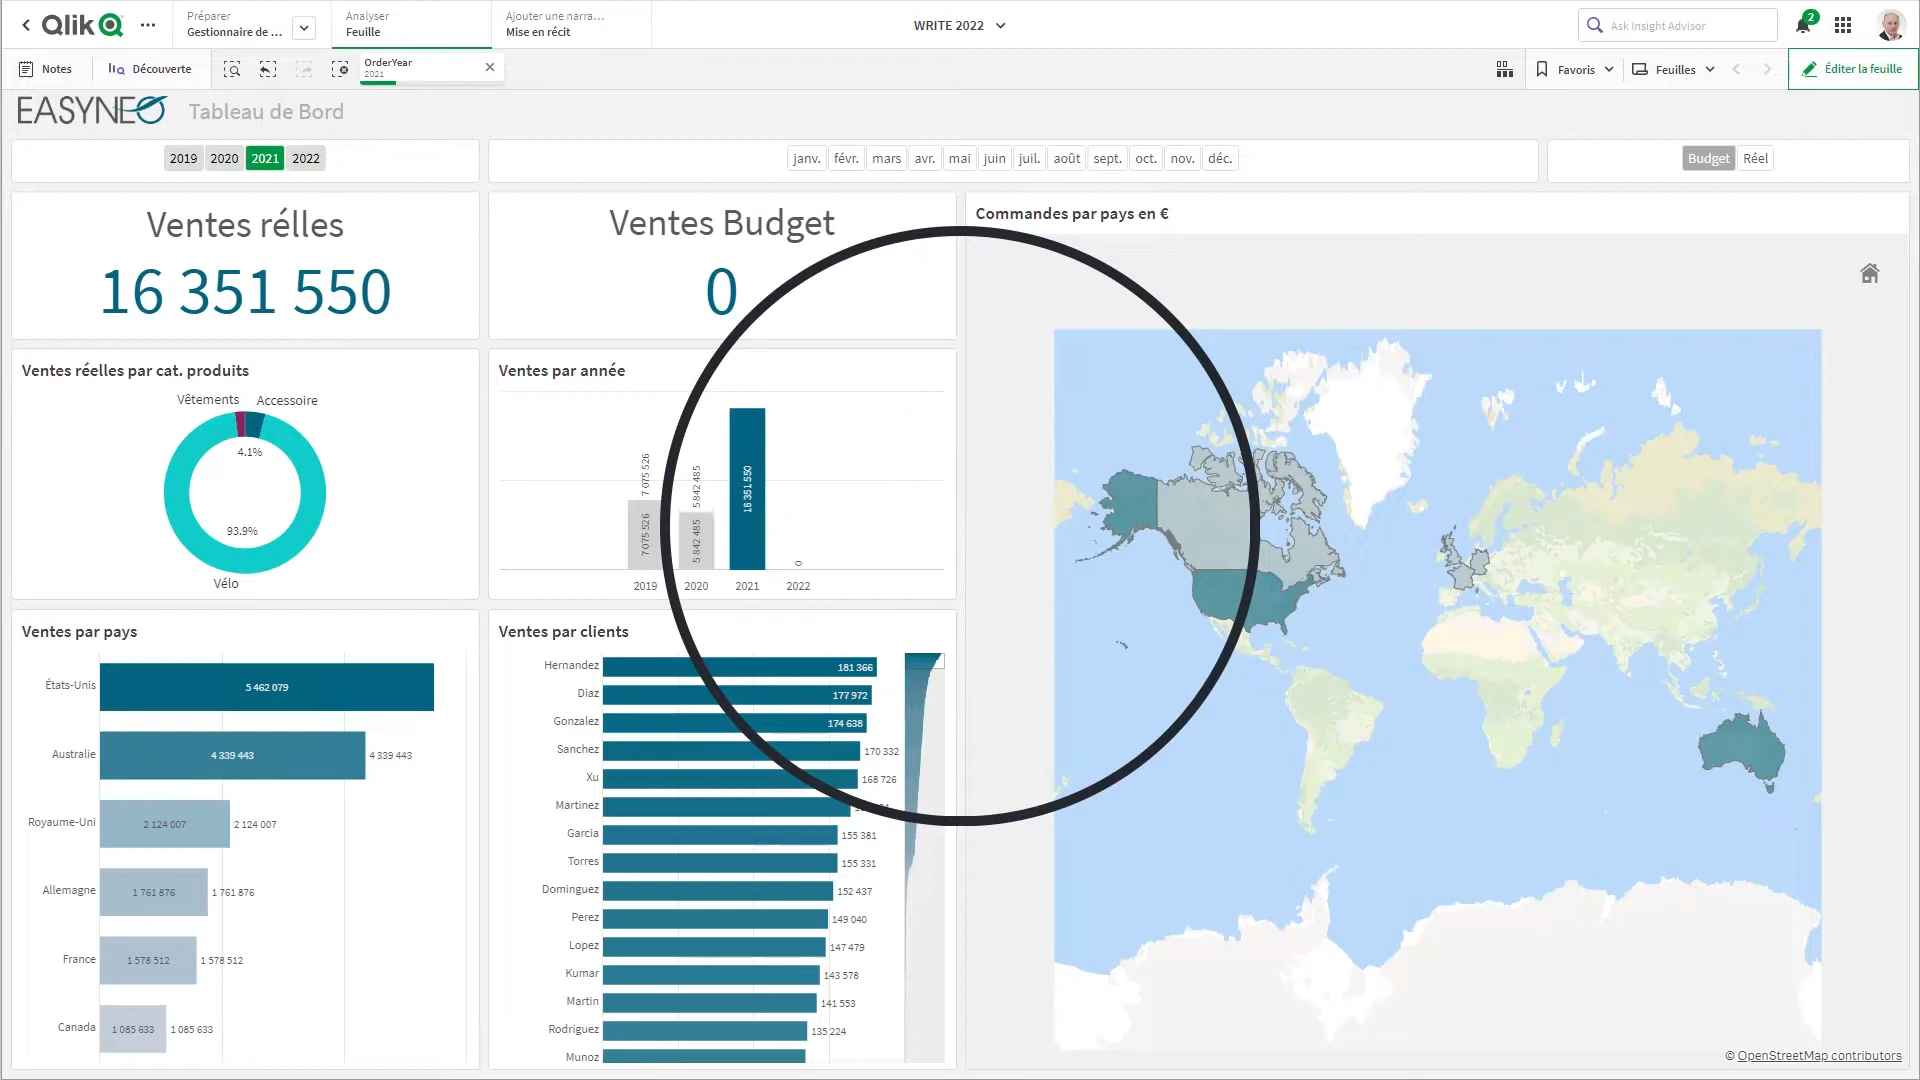 Qlik
Préparer
Gestionnaire de ...
Analyser
Feuille
Ajouter une narra...
Mise en récit
WRITE 2022
Ask Insight Advisor
2
Notes
Découverte
OrderYear
2021
Favoris
Feuilles
Éditer la feuille
EASYNEO
Tableau de Bord
2019 2020 2021 2022
janv. févr. mars avr. mai juin juil. août sept. oct. nov. déc.
Budget Réel
Ventes rélles
16 351 550
Ventes Budget
0
Commandes par pays en €
Ventes réelles par cat. produits
Vêtements
Accessoire
4.1%
93.9%
Vélo
Ventes par année
7 075 526
7 075 526
5 842 485
5 842 485
16 351 550
0
2019 2020 2021 2022
Ventes par pays
États-Unis 5 462 079
Australie 4 339 443 4 339 443
Royaume-Uni 2 124 007 2 124 007
Allemagne 1 761 876 1 761 876
France 1 578 512 1 578 512
Canada 1 085 633 1 085 633
Ventes par clients
Hernandez 181 366
Diaz 177 972
Gonzalez 174 638
Sanchez 170 332
Xu 168 726
Martinez
Garcia 155 381
Torres 155 331
Dominguez 152 437
Perez 149 040
Lopez 147 479
Kumar 143 578
Martin 141 553
Rodriguez 135 224
Munoz
© OpenStreetMap contributors